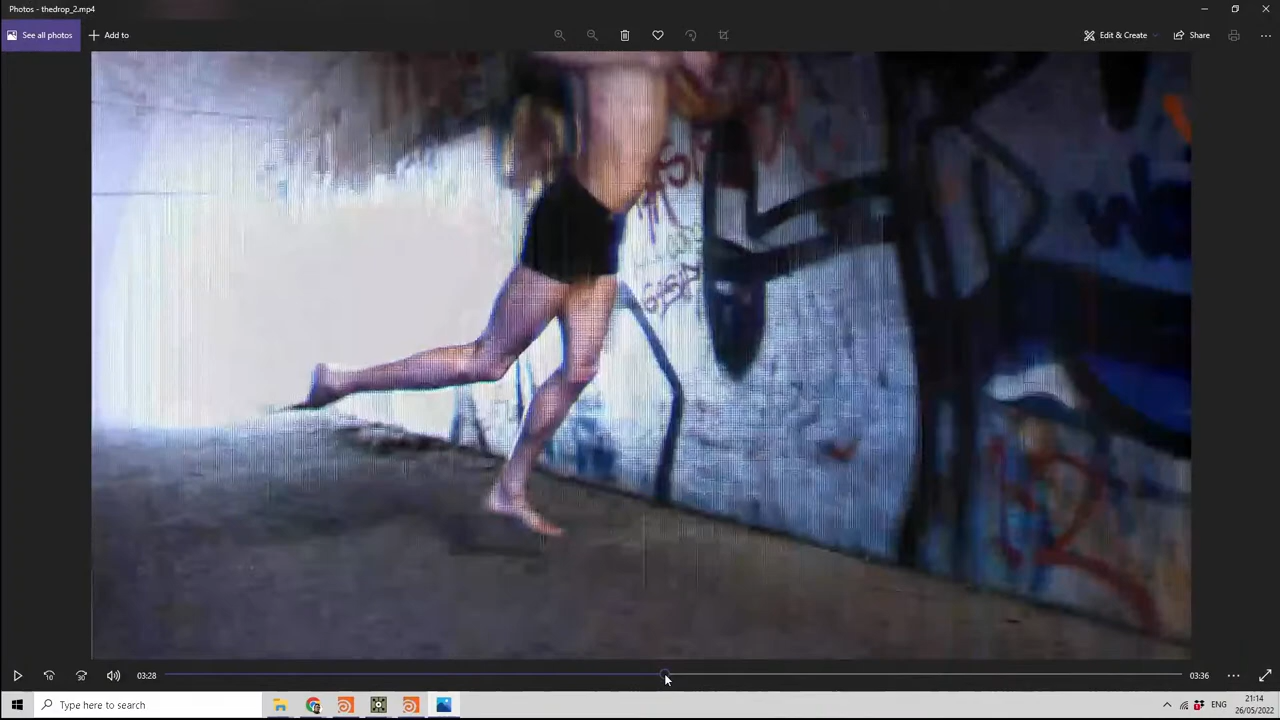 Photos - thedrop_2.mp4
See all photos
Add to
Edit & Create
Share
03:28
03:36
Type here to search
ENG
21:14
26/05/2022